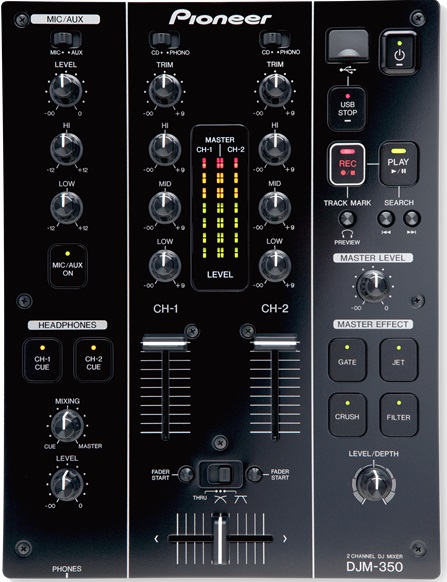 MIC/AUX
MIC • AUX
LEVEL
-∞ 0
HI
-12 +12
LOW
-12 +12
MIC/AUX
ON
HEADPHONES
CH-1
CUE
CH-2
CUE
MIXING
CUE MASTER
LEVEL
-∞ 0
PHONES
Pioneer
CD • PHONO
CD • PHONO
TRIM
-∞ +9
TRIM
-∞ +9
HI
-∞ +9
HI
-∞ +9
MID
-∞ +9
MID
-∞ +9
LOW
-∞ +9
LOW
-∞ +9
MASTER
CH-1 CH-2
LEVEL
CH-1
CH-2
FADER
START
FADER
START
THRU
USB
STOP
REC
PLAY
TRACK MARK
SEARCH
PREVIEW
MASTER LEVEL
-∞ 0
MASTER EFFECT
GATE
JET
CRUSH
FILTER
LEVEL/DEPTH
2 CHANNEL DJ MIXER
DJM-350